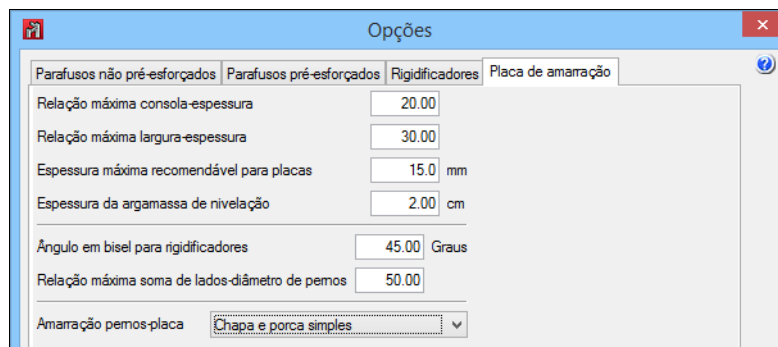 Opções
Parafusos não pré-esforçados Parafusos pré-esforçados Rigidificadores Placa de amarração
Relação máxima consola-espessura 20.00
Relação máxima largura-espessura 30.00
Espessura máxima recomendável para placas 15.0 mm
Espessura da argamassa de nivelação 2.00 cm
Ângulo em bisel para rigidificadores 45.00 Graus
Relação máxima soma de lados-diâmetro de pernos 50.00
Amarração pernos-placa Chapa e porca simples